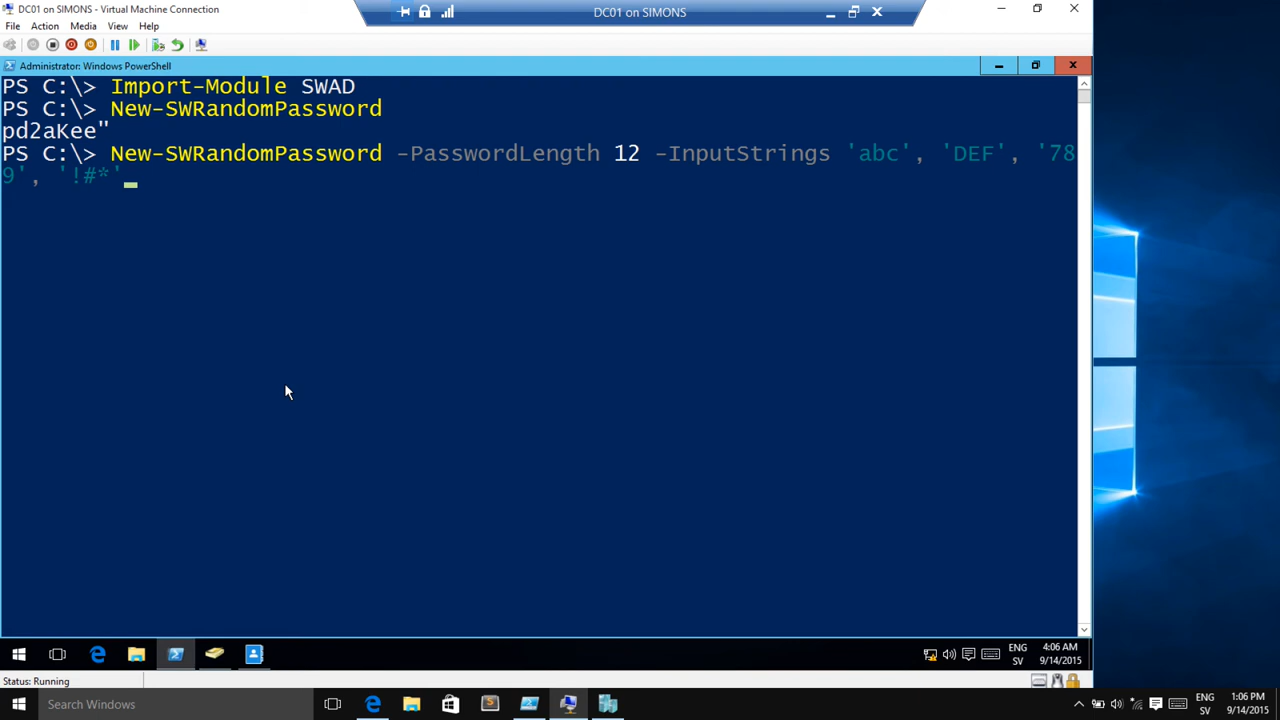 DC01 on SIMONS - Virtual Machine Connection
DC01 on SIMONS
File Action Media View Help
Administrator: Windows PowerShell
PS C:\> Import-Module SWAD
PS C:\> New-SWRandomPassword
pd2aKee"
PS C:\> New-SWRandomPassword -PasswordLength 12 -InputStrings 'abc', 'DEF', '78
9', '!#*'
ENG
SV
4:06 AM
9/14/2015
Status: Running
Search Windows
ENG
SV
1:06 PM
9/14/2015